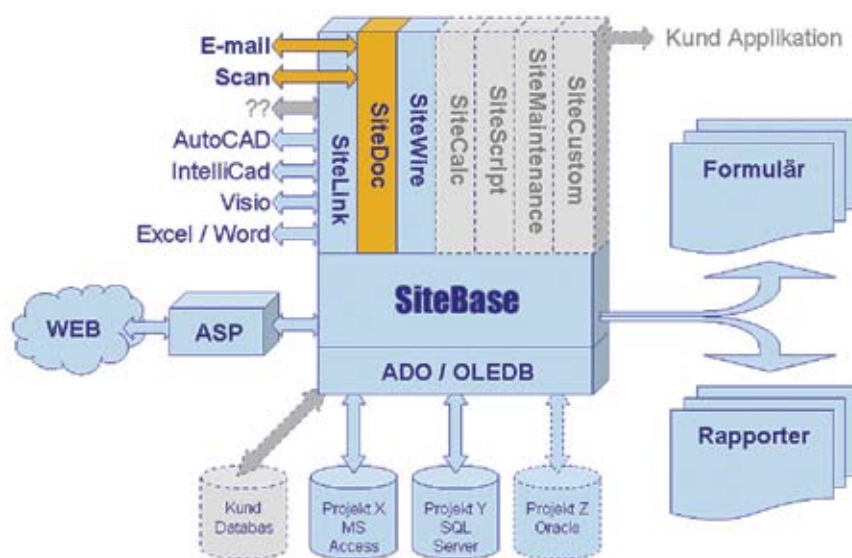 E-mail
Scan
??
AutoCAD
IntelliCad
Visio
Excel / Word
SiteLink
SiteDoc
SiteWire
SiteCalc
SiteScript
SiteMaintenance
SiteCustom
Kund Applikation
Formulär
SiteBase
WEB
ASP
ADO / OLEDB
Rapporter
Kund
Databas
Projekt X
MS
Access
Projekt Y
SQL
Server
Projekt Z
Oracle